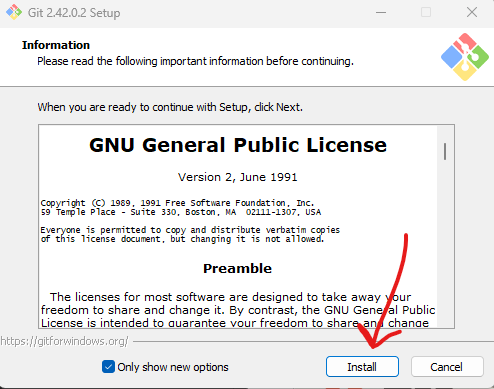 Git 2.42.0.2 Setup
Information
Please read the following important information before continuing.
When you are ready to continue with Setup, click Next.
GNU General Public License
Version 2, June 1991
Copyright (C) 1989, 1991 Free Software Foundation, Inc.
59 Temple Place - Suite 330, Boston, MA  02111-1307, USA
Everyone is permitted to copy and distribute verbatim copies
of this license document, but changing it is not allowed.
Preamble
The licenses for most software are designed to take away your
freedom to share and change it. By contrast, the GNU General Public
License is intended to guarantee your freedom to share and change
https://gitforwindows.org/
Only show new options
Install
Cancel